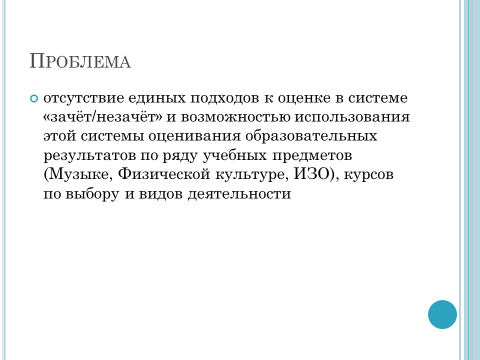 Проблема
отсутствие единых подходов к оценке в системе
«зачёт/незачёт» и возможностью использования
этой системы оценивания образовательных
результатов по ряду учебных предметов
(Музыке, Физической культуре, ИЗО), курсов
по выбору и видов деятельности